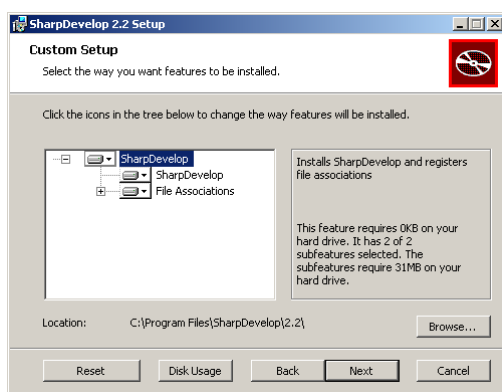 SharpDevelop 2.2 Setup
Custom Setup
Select the way you want features to be installed.
Click the icons in the tree below to change the way features will be installed.
SharpDevelop
SharpDevelop
File Associations
Installs SharpDevelop and registers
file associations
This feature requires 0KB on your
hard drive. It has 2 of 2
subfeatures selected. The
subfeatures require 31MB on your
hard drive.
Location: C:\Program Files\SharpDevelop\2.2\
Browse...
Reset Disk Usage Back Next Cancel